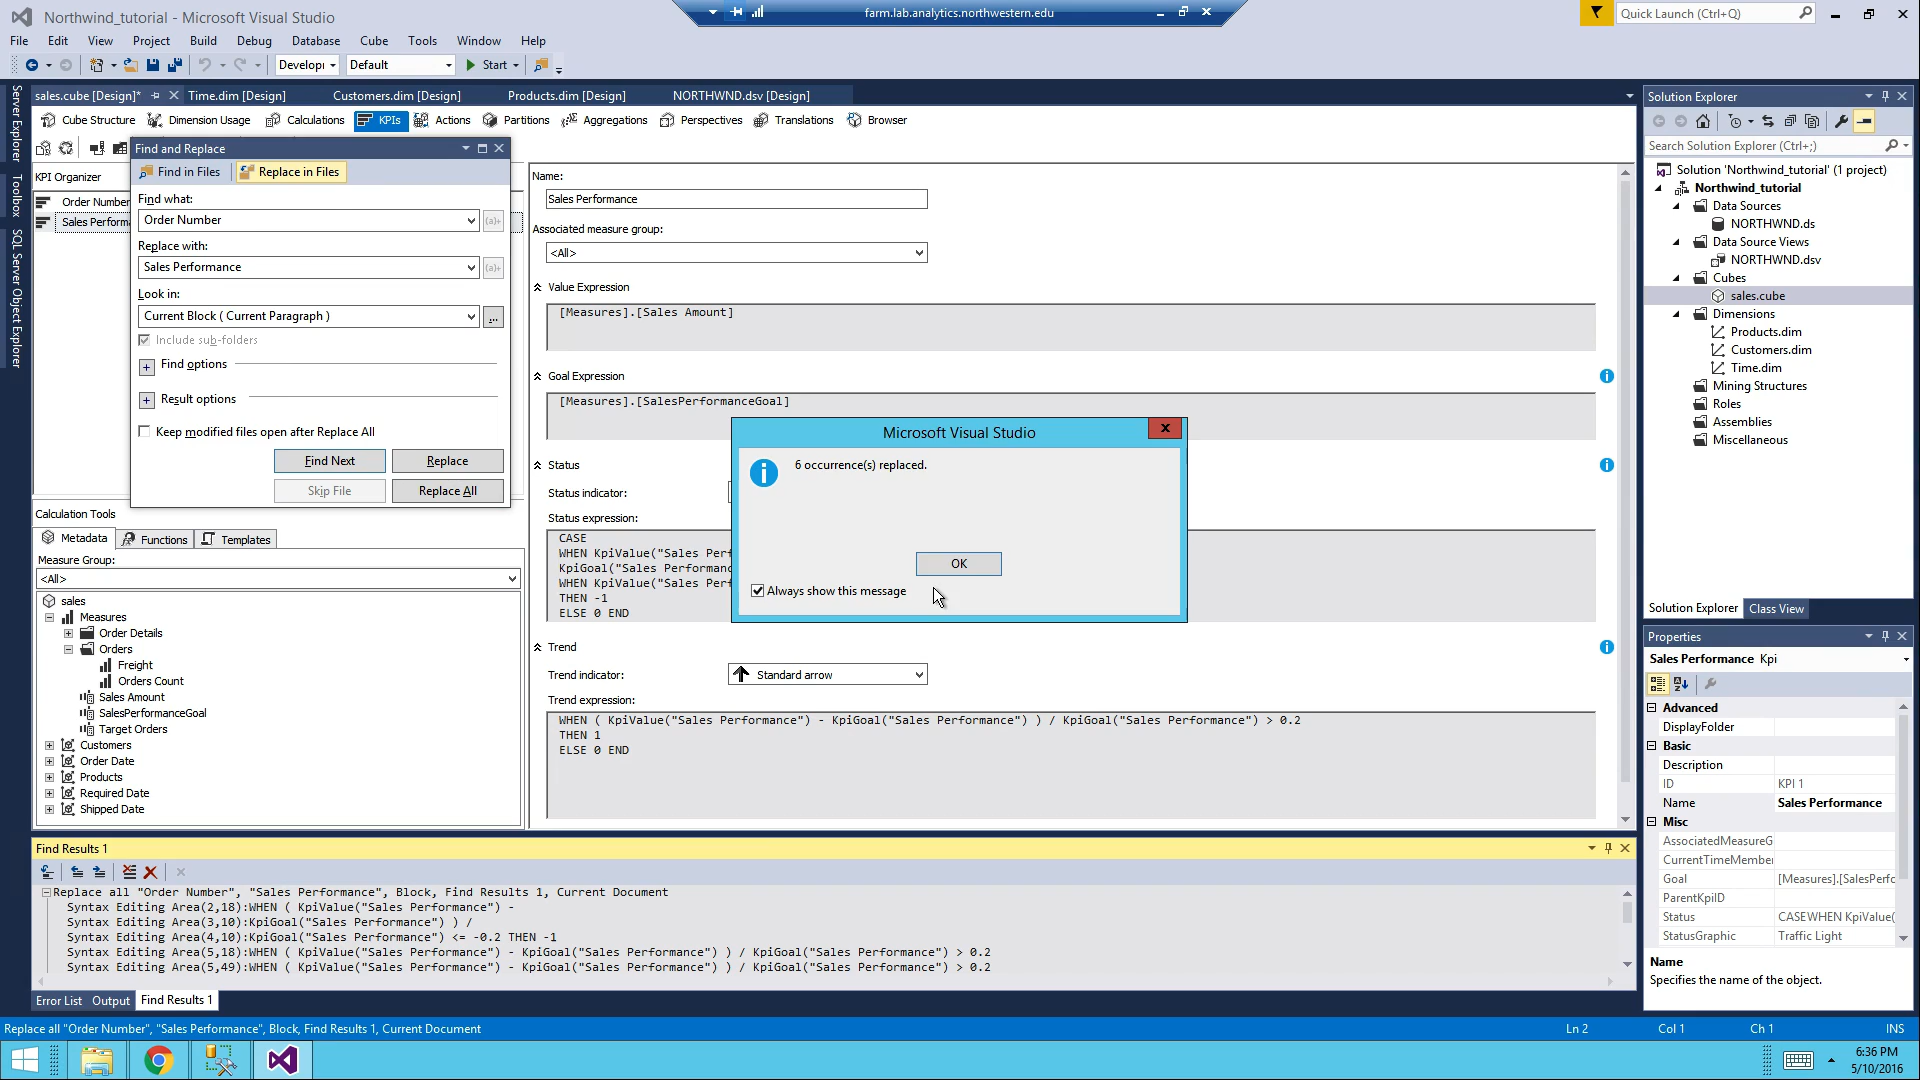 Northwind_tutorial - Microsoft Visual Studio
farm.lab.analytics.northwestern.edu
Quick Launch (Ctrl+Q)
File Edit View Project Build Debug Database Cube Tools Window Help
Default
Start
sales.cube [Design]*
Time.dim [Design]
Customers.dim [Design]
Products.dim [Design]
NORTHWND.dsv [Design]
Cube Structure
Dimension Usage
Calculations
KPIs
Actions
Partitions
Aggregations
Perspectives
Translations
Browser
Server Explorer
Toolbox
SQL Server Object Explorer
KPI Organizer
Order Number
Find and Replace
Find in Files
Replace in Files
Find what:
Order Number
Replace with:
Sales Performance
Look in:
Current Block ( Current Paragraph )
...
Include sub-folders
Find options
Result options
Keep modified files open after Replace All
Find Next
Replace
Skip File
Replace All
Name:
Sales Performance
Associated measure group:
<All>
Value Expression
[Measures].[Sales Amount]
Goal Expression
[Measures].[SalesPerformanceGoal]
Status
Status indicator:
Status expression:
CASE
WHEN KpiValue("Sales Perf
KpiGoal("Sales Performanc
WHEN KpiValue("Sales Perf
THEN -1
ELSE 0 END
Trend
Trend indicator:
Standard arrow
Trend expression:
WHEN ( KpiValue("Sales Performance") - KpiGoal("Sales Performance") ) / KpiGoal("Sales Performance") > 0.2
THEN 1
ELSE 0 END
Microsoft Visual Studio
x
6 occurrence(s) replaced.
OK
Always show this message
Calculation Tools
Metadata
Functions
Templates
Measure Group:
<All>
sales
Measures
Order Details
Orders
Freight
Orders Count
Sales Amount
SalesPerformanceGoal
Target Orders
Customers
Order Date
Products
Required Date
Shipped Date
Find Results 1
Replace all "Order Number", "Sales Performance", Block, Find Results 1, Current Document
Syntax Editing Area(2,18):WHEN ( KpiValue("Sales Performance") -
Syntax Editing Area(3,10):KpiGoal("Sales Performance") ) /
Syntax Editing Area(4,10):KpiGoal("Sales Performance") <= -0.2 THEN -1
Syntax Editing Area(5,18):WHEN ( KpiValue("Sales Performance") - KpiGoal("Sales Performance") ) / KpiGoal("Sales Performance") > 0.2
Syntax Editing Area(5,49):WHEN ( KpiValue("Sales Performance") - KpiGoal("Sales Performance") ) / KpiGoal("Sales Performance") > 0.2
Error List
Output
Find Results 1
Replace all "Order Number", "Sales Performance", Block, Find Results 1, Current Document
Ln 2
Col 1
Ch 1
INS
Solution Explorer
Search Solution Explorer (Ctrl+;)
Solution 'Northwind_tutorial' (1 project)
Northwind_tutorial
Data Sources
NORTHWND.ds
Data Source Views
NORTHWND.dsv
Cubes
sales.cube
Dimensions
Products.dim
Customers.dim
Time.dim
Mining Structures
Roles
Assemblies
Miscellaneous
Solution Explorer
Class View
Properties
Sales Performance Kpi
Advanced
DisplayFolder
Basic
Description
ID KPI 1
Name Sales Performance
Misc
AssociatedMeasureG
CurrentTimeMember
Goal [Measures].[SalesPerfc
ParentKpiID
Status CASEWHEN KpiValue(
StatusGraphic Traffic Light
Name
Specifies the name of the object.
6:36 PM
5/10/2016